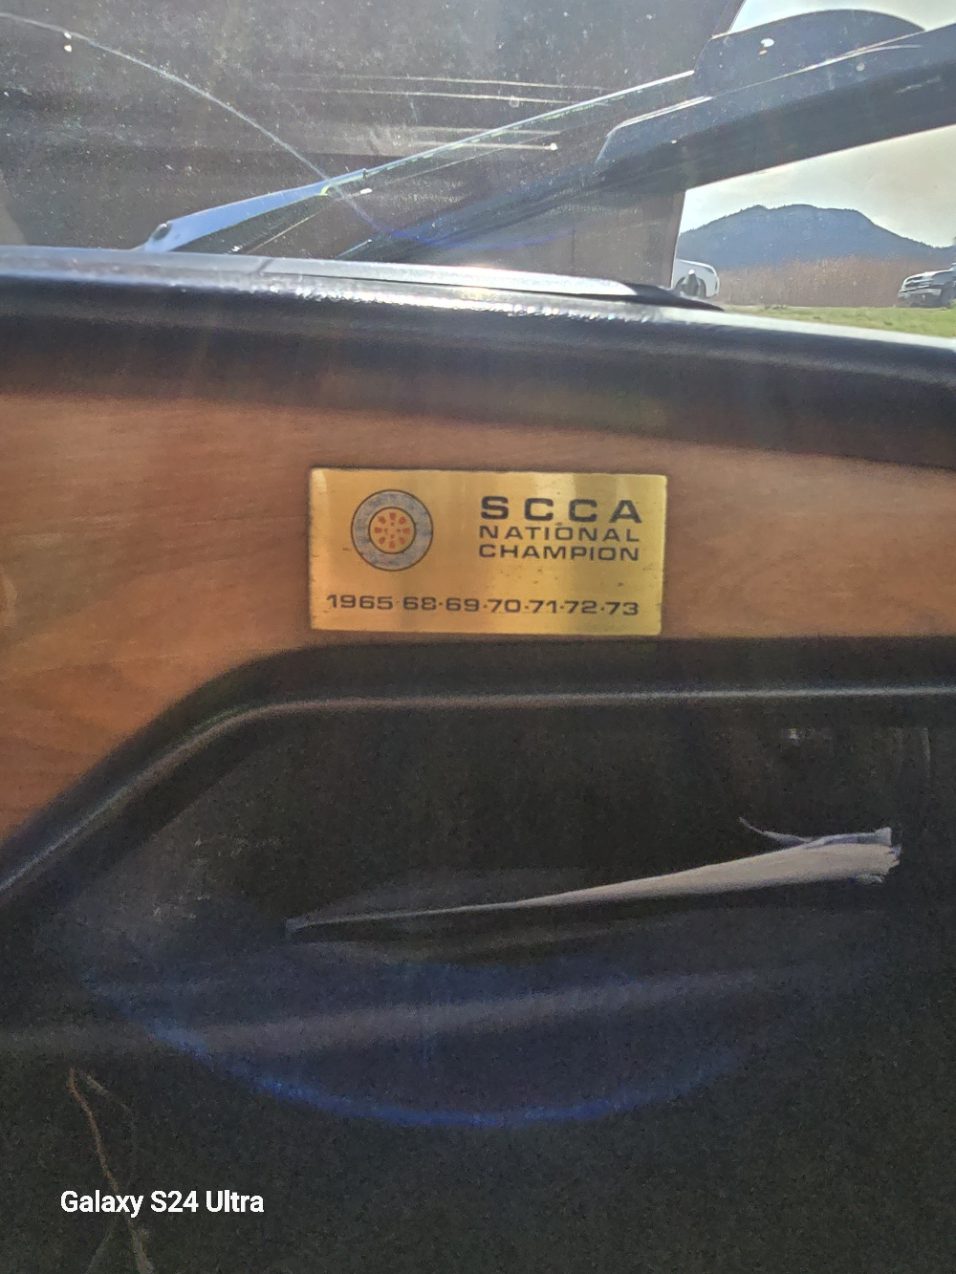 SCCA
NATIONAL
CHAMPION
1965·68·69·70·71·72·73
Galaxy S24 Ultra